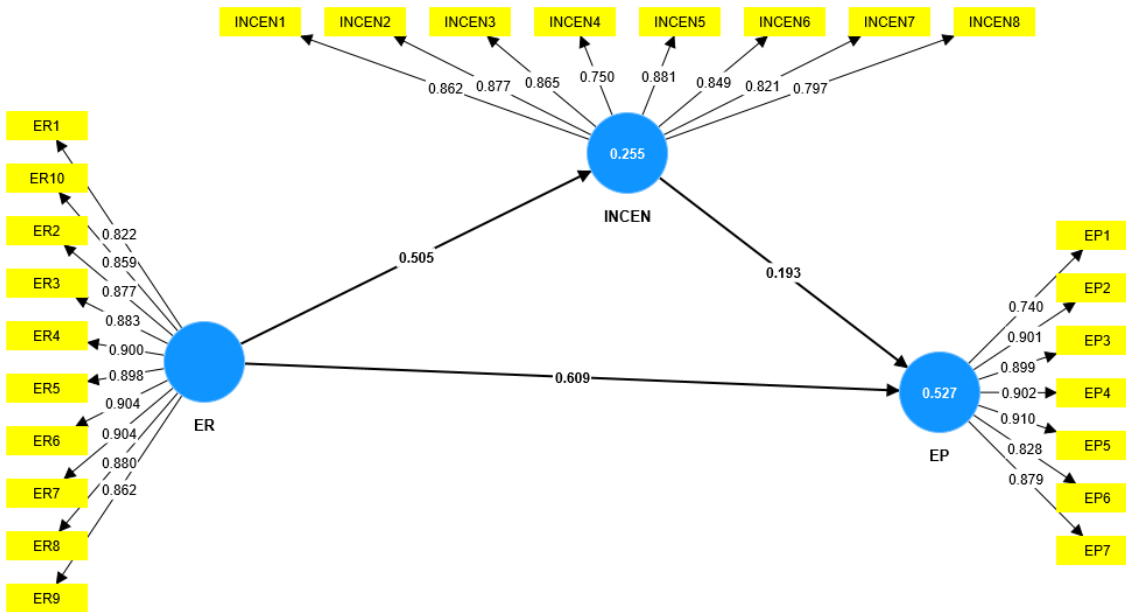 INCEN1 INCEN2 INCEN3 INCEN4 INCEN5 INCEN6 INCEN7 INCEN8
0.862 0.877 0.865 0.750 0.881 0.849 0.821 0.797
0.255
INCEN
ER1
ER10
ER2
ER3
ER4
ER5
ER6
ER7
ER8
ER9
0.822
0.859
0.877
0.883
0.900
0.898
0.904
0.904
0.880
0.862
ER
0.505
0.193
0.609
0.527
EP
0.740
0.901
0.899
0.902
0.910
0.828
0.879
EP1
EP2
EP3
EP4
EP5
EP6
EP7